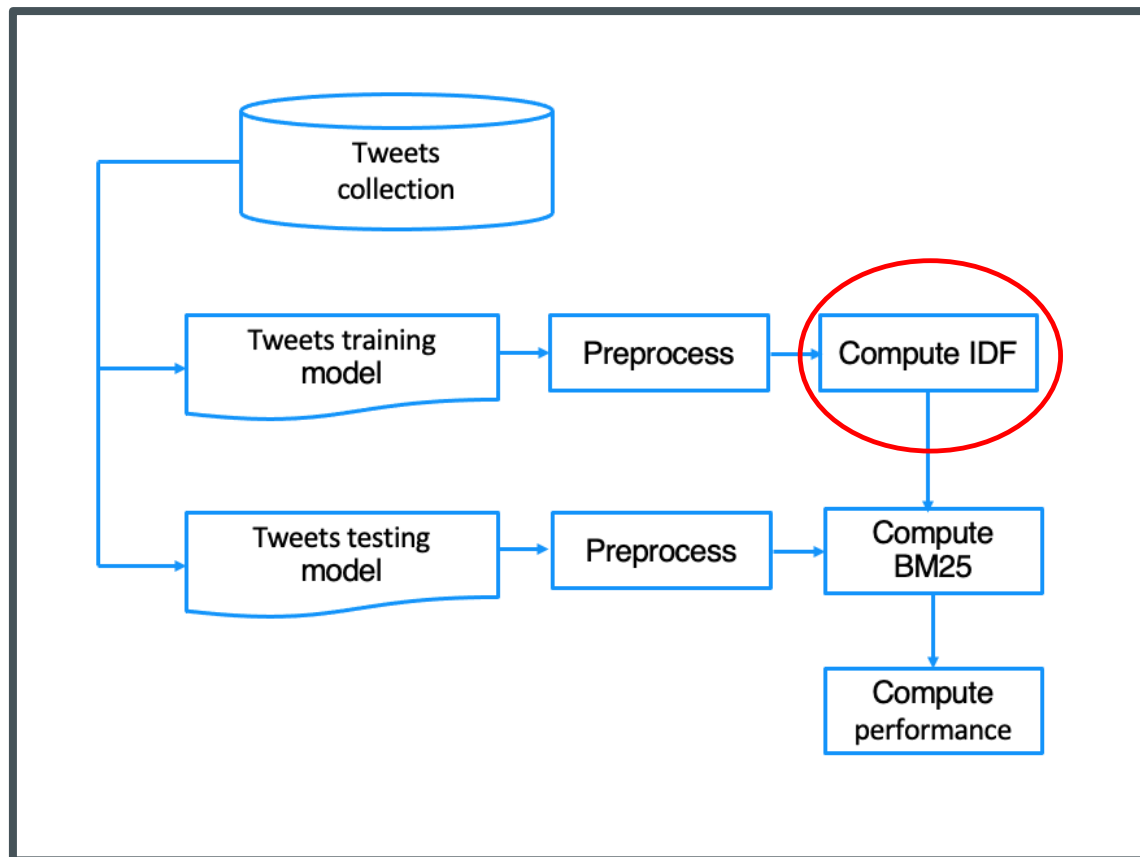 Tweets
collection
Tweets training
model
Preprocess
Compute IDF
Tweets testing
model
Preprocess
Compute
BM25
Compute
performance